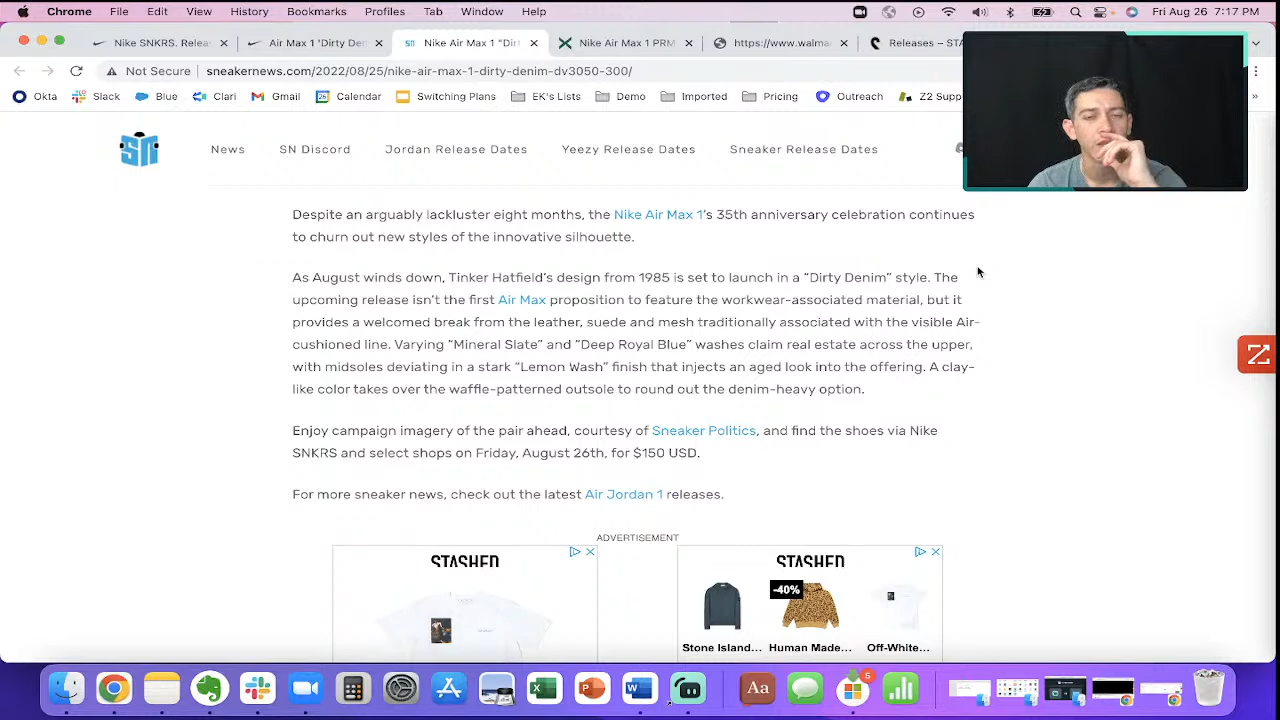 Chrome File Edit View History Bookmarks Profiles Tab Window Help Fri Aug 26 7:17 PM
Nike SNKRS. Relea Air Max 1 "Dirty Den Nike Air Max 1 "Dirt Nike Air Max 1 PRM https://www.walma Releases – STA
Not Secure sneakernews.com/2022/08/25/nike-air-max-1-dirty-denim-dv3050-300/
Okta Slack Blue Clari Gmail 26 Calendar Switching Plans EK's Lists Demo Imported Pricing Outreach Z2 Supp »
SN News SN Discord Jordan Release Dates Yeezy Release Dates Sneaker Release Dates
Despite an arguably lackluster eight months, the Nike Air Max 1's 35th anniversary celebration continues
to churn out new styles of the innovative silhouette.
As August winds down, Tinker Hatfield's design from 1985 is set to launch in a "Dirty Denim" style. The
upcoming release isn't the first Air Max proposition to feature the workwear-associated material, but it
provides a welcomed break from the leather, suede and mesh traditionally associated with the visible Air-
cushioned line. Varying "Mineral Slate" and "Deep Royal Blue" washes claim real estate across the upper,
with midsoles deviating in a stark "Lemon Wash" finish that injects an aged look into the offering. A clay-
like color takes over the waffle-patterned outsole to round out the denim-heavy option.
Enjoy campaign imagery of the pair ahead, courtesy of Sneaker Politics, and find the shoes via Nike
SNKRS and select shops on Friday, August 26th, for $150 USD.
For more sneaker news, check out the latest Air Jordan 1 releases.
ADVERTISEMENT
STASHED STASHED
-40%
Stone Island... Human Made... Off-White...
Aa 5